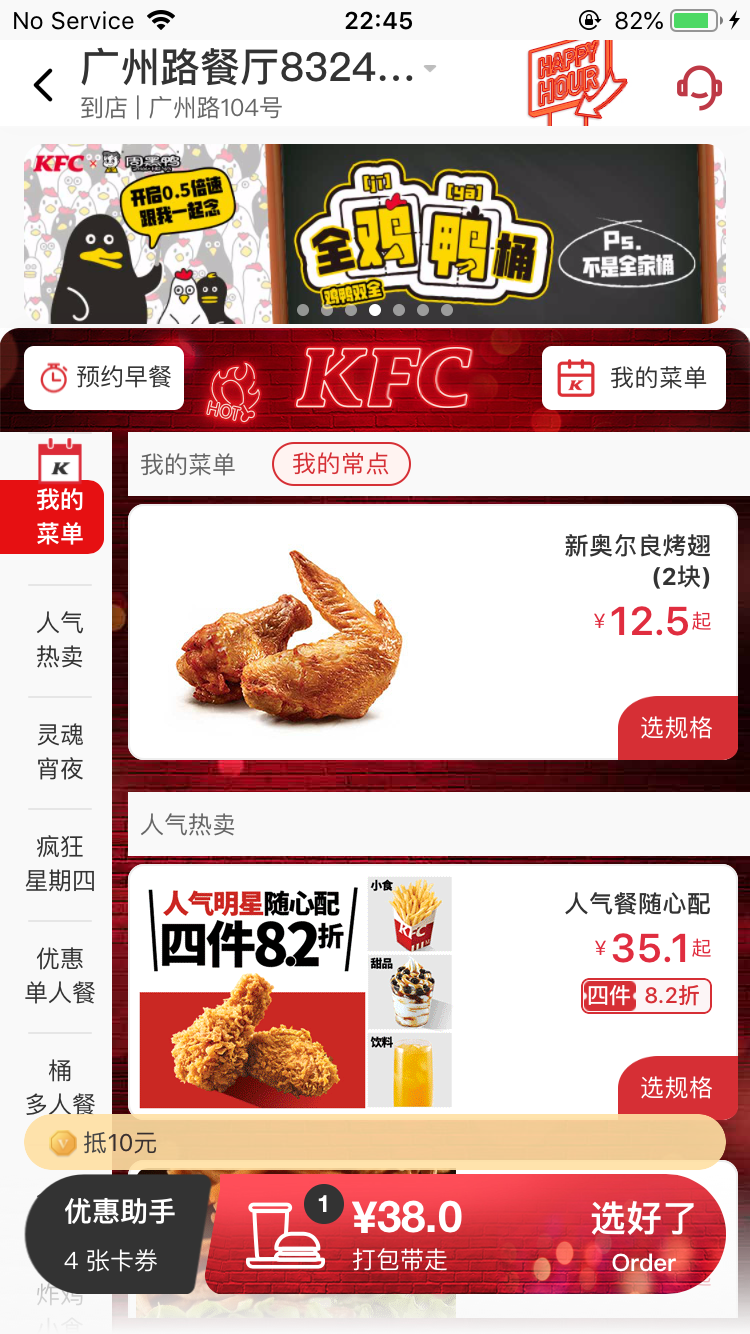 No Service
22:45
82%
广州路餐厅8324...
到店 | 广州路104号
HAPPY
HOUR
KFC × 周黑鸭
开启0.5倍速
跟我一起念
[jī] [yā]
全鸡鸭桶
鸡鸭双全
Ps.
不是全家桶
预约早餐
HOT
KFC
K
我的菜单
K
我的
菜单
人气
热卖
灵魂
宵夜
疯狂
星期四
优惠
单人餐
桶
多人餐
炸鸡
小食
我的菜单
我的常点
新奥尔良烤翅
(2块)
¥12.5起
选规格
人气热卖
人气明星随心配
四件8.2折
小食
KFC
甜品
饮料
人气餐随心配
¥35.1起
四件 8.2折
选规格
抵10元
优惠助手
4 张卡券
1
¥38.0
打包带走
选好了
Order